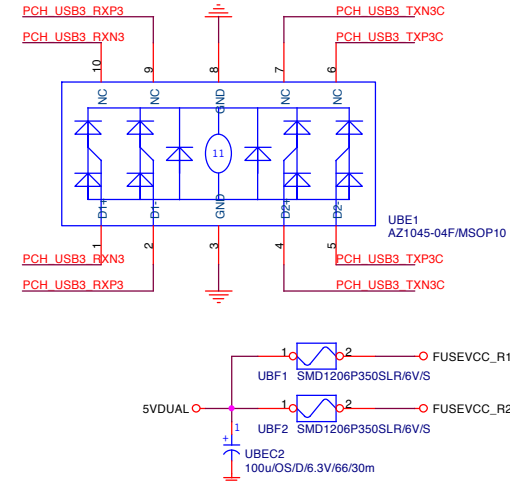 PCH_USB3_RXP3
PCH_USB3_TXN3C
PCH_USB3_RXN3
PCH_USB3_TXP3C
10
9
8
7
6
NC
NC
GND
NC
NC
11
D1+
D1-
GND
D2+
D2-
UBE1
AZ1045-04F/MSOP10
1
2
3
4
5
PCH_USB3_RXN3
PCH_USB3_TXP3C
PCH_USB3_RXP3
PCH_USB3_TXN3C
1
2
FUSEVCC_R1
UBF1 SMD1206P350SLR/6V/S
5VDUAL
1
2
FUSEVCC_R2
UBF2 SMD1206P350SLR/6V/S
1
+
UBEC2
100u/OS/D/6.3V/66/30m